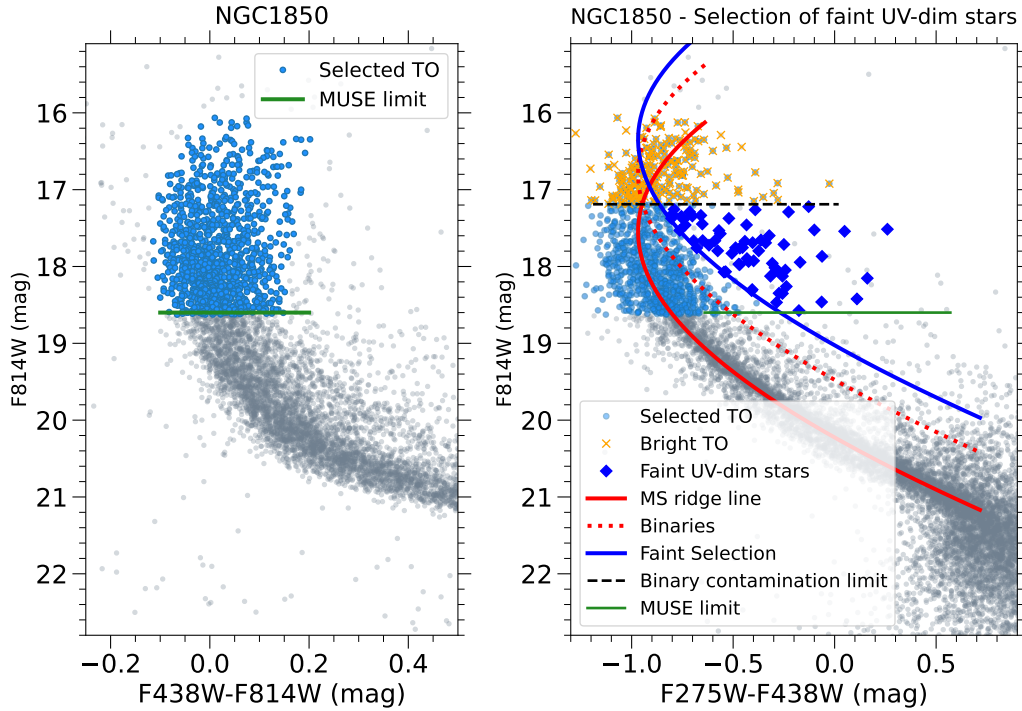 NGC1850
Selected TO
MUSE limit
16
17
18
19
20
21
22
F814W (mag)
−0.2
0.0
0.2
0.4
F438W-F814W (mag)
NGC1850 - Selection of faint UV-dim stars
16
17
18
19
20
21
22
F814W (mag)
Selected TO
Bright TO
Faint UV-dim stars
MS ridge line
Binaries
Faint Selection
Binary contamination limit
MUSE limit
−1.0
−0.5
0.0
0.5
F275W-F438W (mag)